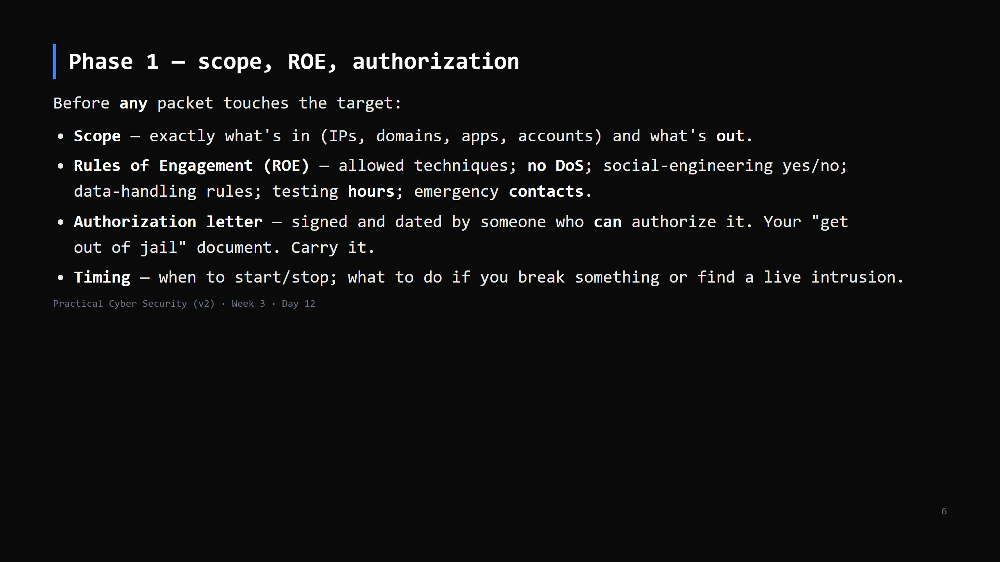 Phase 1 — scope, ROE, authorization
Before any packet touches the target:
• Scope — exactly what's in (IPs, domains, apps, accounts) and what's out.
• Rules of Engagement (ROE) — allowed techniques; no DoS; social-engineering yes/no;
data-handling rules; testing hours; emergency contacts.
• Authorization letter — signed and dated by someone who can authorize it. Your "get
out of jail" document. Carry it.
• Timing — when to start/stop; what to do if you break something or find a live intrusion.
Practical Cyber Security (v2) · Week 3 · Day 12
6